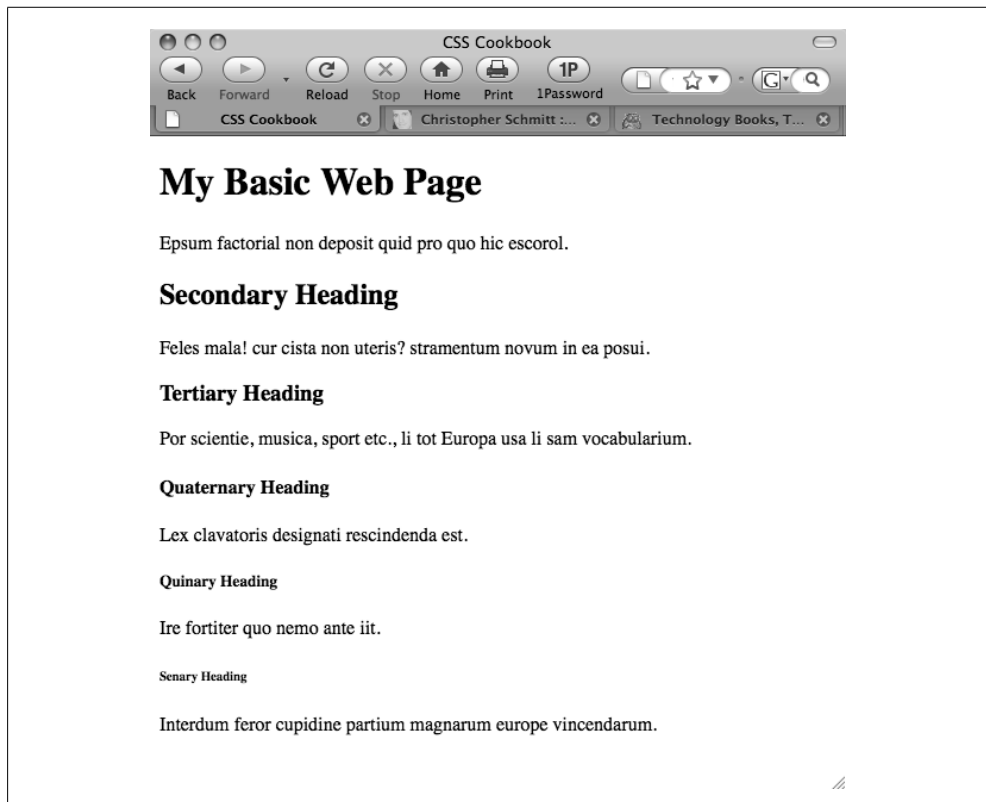 CSS Cookbook
1P
Back Forward Reload Stop Home Print 1Password
G
CSS Cookbook Christopher Schmitt :... Technology Books, T...
My Basic Web Page
Epsum factorial non deposit quid pro quo hic escorol.
Secondary Heading
Feles mala! cur cista non uteris? stramentum novum in ea posui.
Tertiary Heading
Por scientie, musica, sport etc., li tot Europa usa li sam vocabularium.
Quaternary Heading
Lex clavatoris designati rescindenda est.
Quinary Heading
Ire fortiter quo nemo ante iit.
Senary Heading
Interdum feror cupidine partium magnarum europe vincendarum.